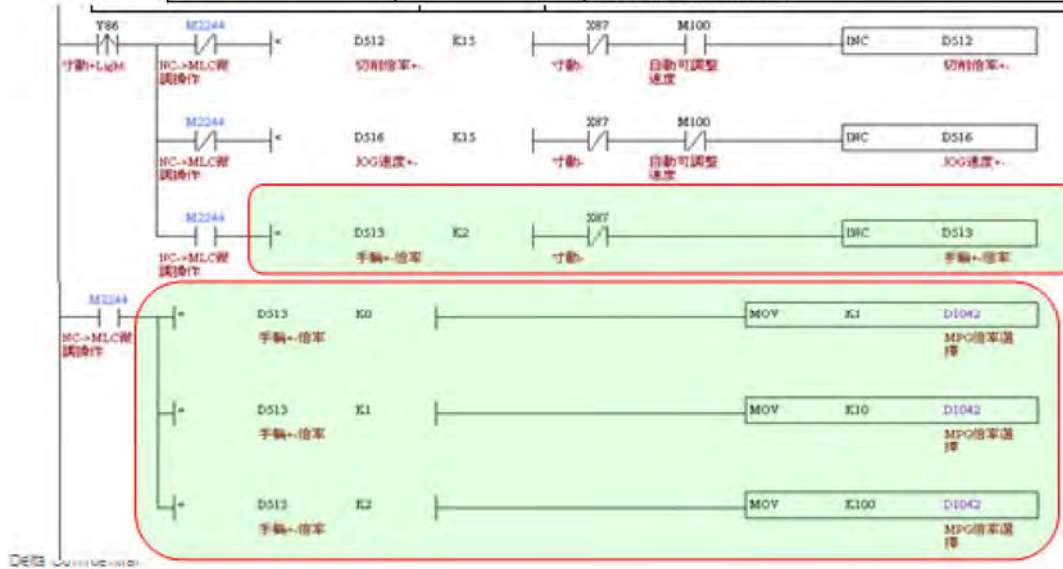 Y86 M2244 X87 M100
< D512 K15 INC D512
寸動+Light NC->MLC微 切削倍率+- 寸動- 自動可調整 切削倍率+-
調操作 速度
M2244 X87 M100
< D516 K15 INC D516
NC->MLC微 JOG速度+- 寸動- 自動可調整 JOG速度+-
調操作 速度
M2244 X87
< D513 K2 INC D513
NC->MLC微 手輪+-倍率 寸動- 手輪+-倍率
調操作
M2244
= D513 K0 MOV K1 D1042
NC->MLC微 手輪+-倍率 MPG倍率選
調操作 擇
= D513 K1 MOV K10 D1042
手輪+-倍率 MPG倍率選
擇
= D513 K2 MOV K100 D1042
手輪+-倍率 MPG倍率選
擇
Delta Confidential